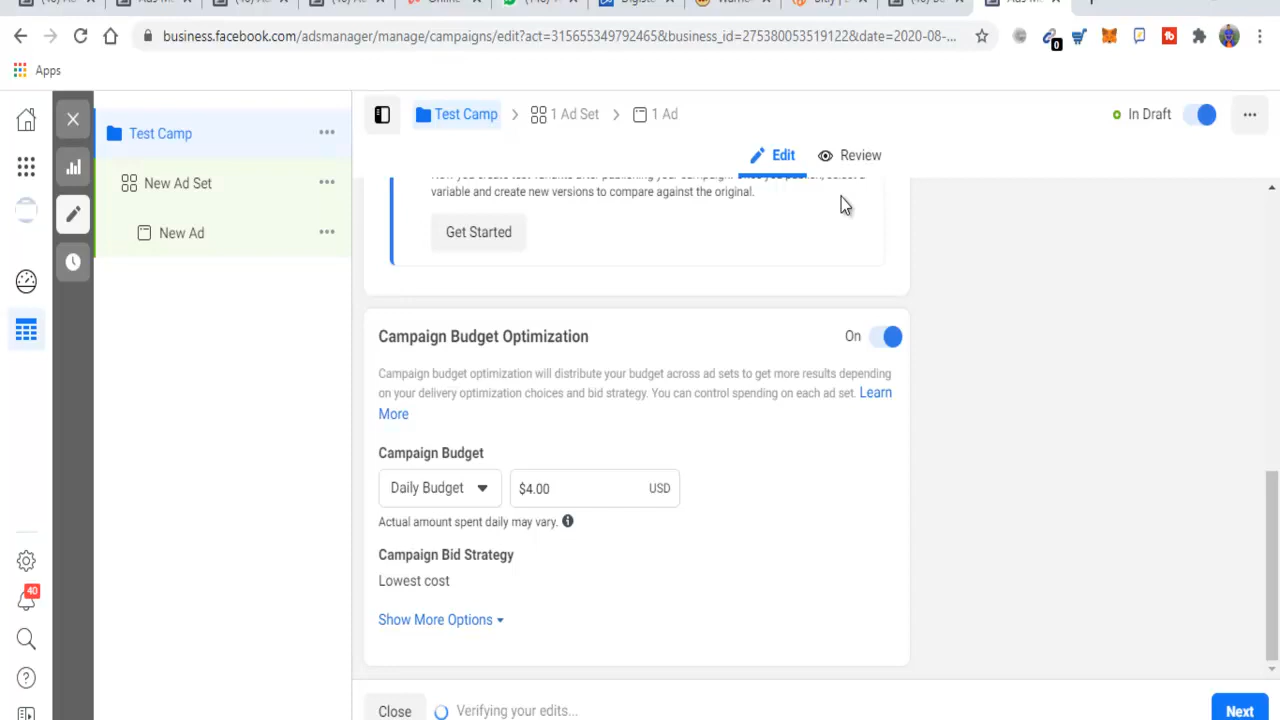 business.facebook.com/adsmanager/manage/campaigns/edit?act=315655349792465&business_id=275380053519122&date=2020-08-...
0
Apps
Test Camp
New Ad Set
New Ad
Test Camp > 1 Ad Set > 1 Ad
In Draft
Edit
Review
variable and create new versions to compare against the original.
Get Started
Campaign Budget Optimization
On
Campaign budget optimization will distribute your budget across ad sets to get more results depending
on your delivery optimization choices and bid strategy. You can control spending on each ad set. Learn
More
Campaign Budget
Daily Budget
$4.00 USD
Actual amount spent daily may vary.
Campaign Bid Strategy
Lowest cost
Show More Options
40
Close
Verifying your edits...
Next